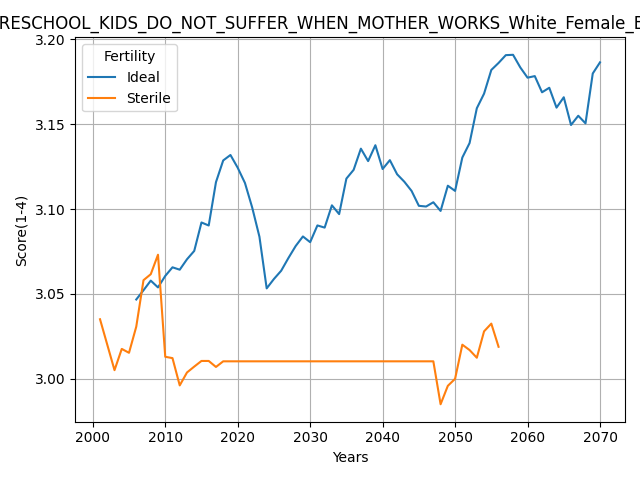 RESCHOOL_KIDS_DO_NOT_SUFFER_WHEN_MOTHER_WORKS_White_Female_E
3.20
Fertility
Ideal
Sterile
3.15
3.10
3.05
3.00
Score(1-4)
2000 2010 2020 2030 2040 2050 2060 2070
Years